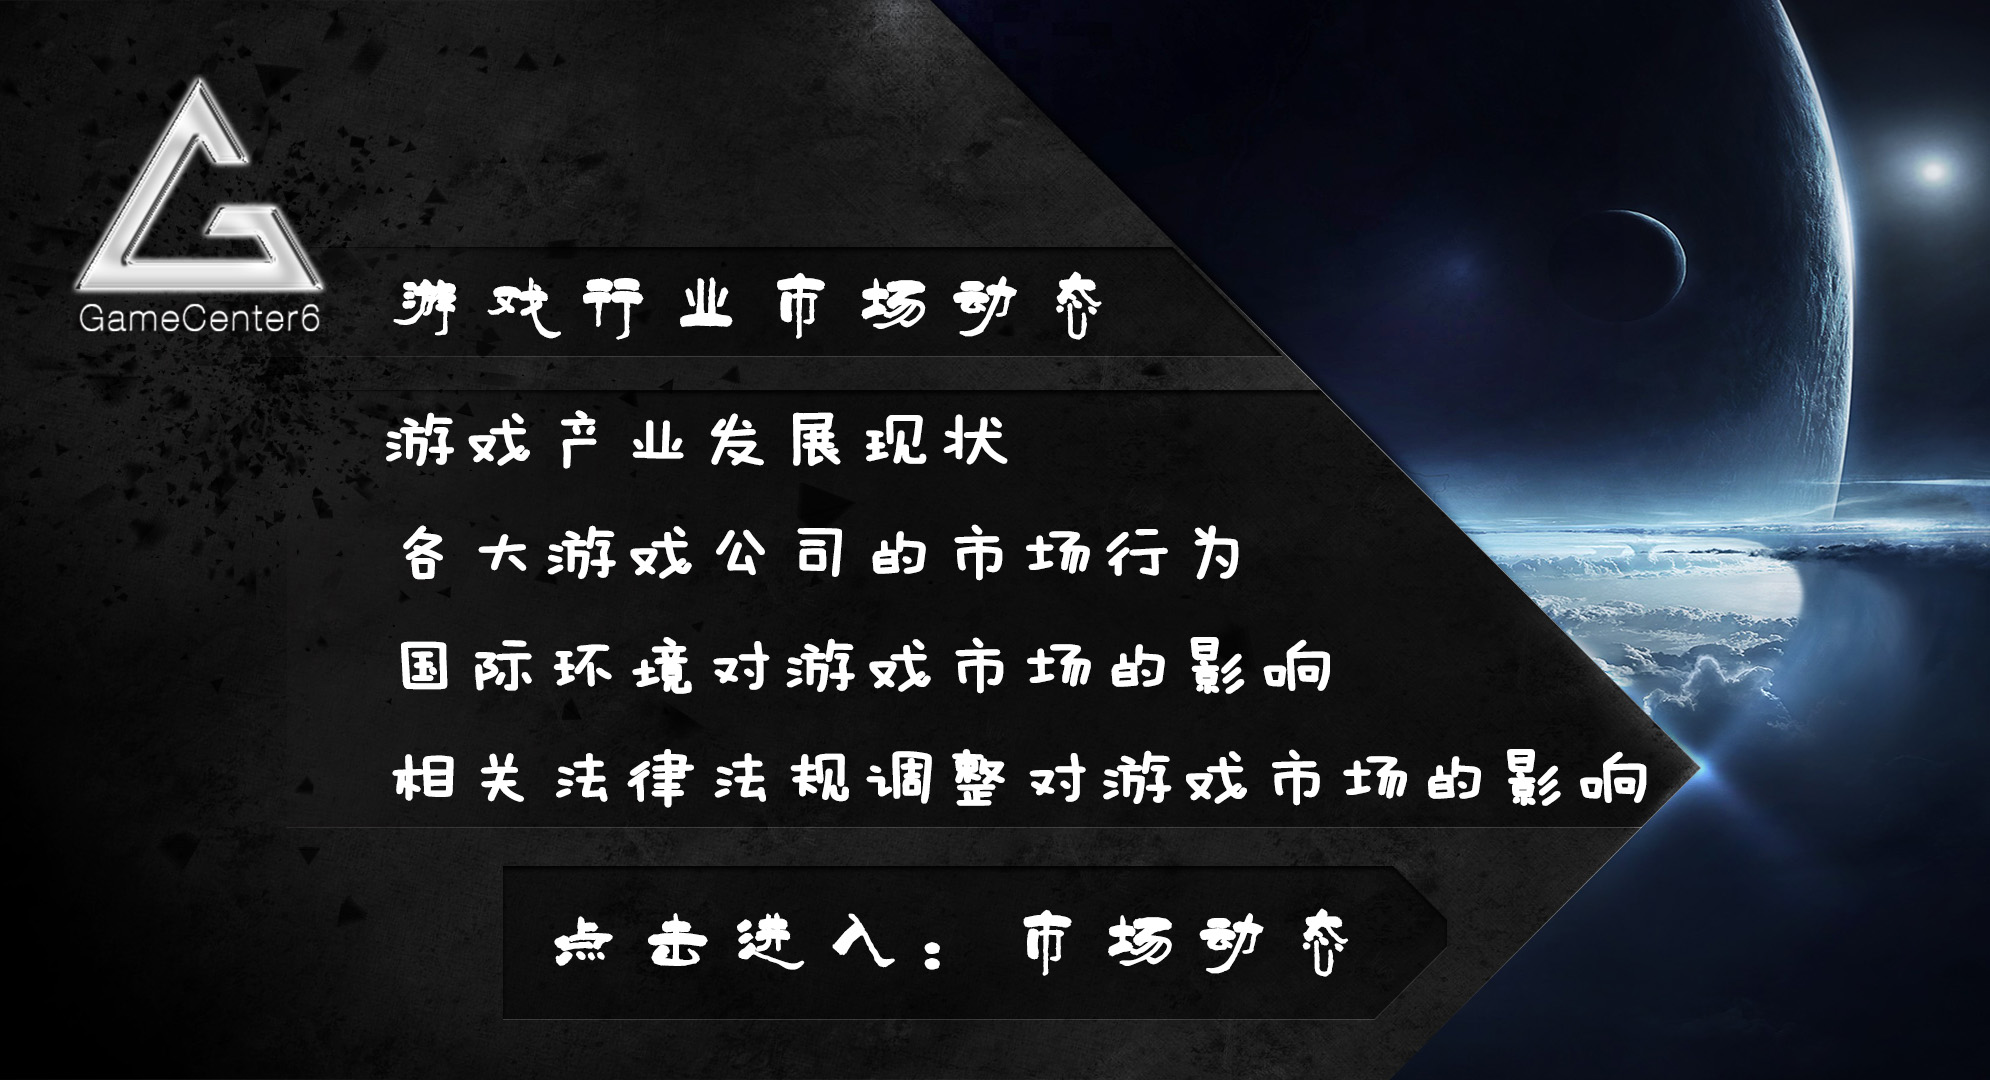 GameCenter6
游戏行业市场动态
游戏产业发展现状
各大游戏公司的市场行为
国际环境对游戏市场的影响
相关法律法规调整对游戏市场的影响
点击进入：市场动态